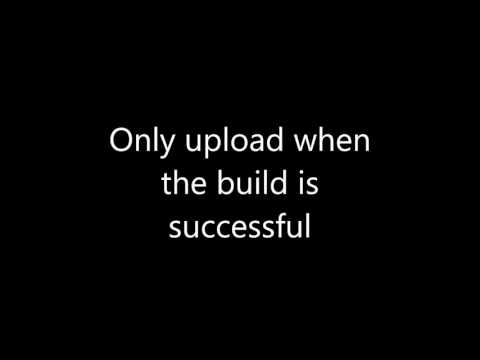 Only upload when
the build is
successful